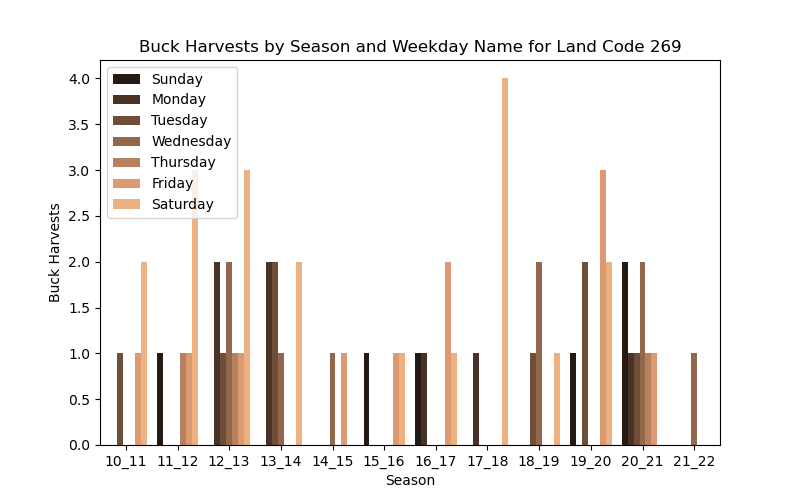 Buck Harvests by Season and Weekday Name for Land Code 269
4.0
3.5
3.0
2.5
2.0
1.5
1.0
0.5
0.0
Buck Harvests
Sunday
Monday
Tuesday
Wednesday
Thursday
Friday
Saturday
10_11 11_12 12_13 13_14 14_15 15_16 16_17 17_18 18_19 19_20 20_21 21_22
Season